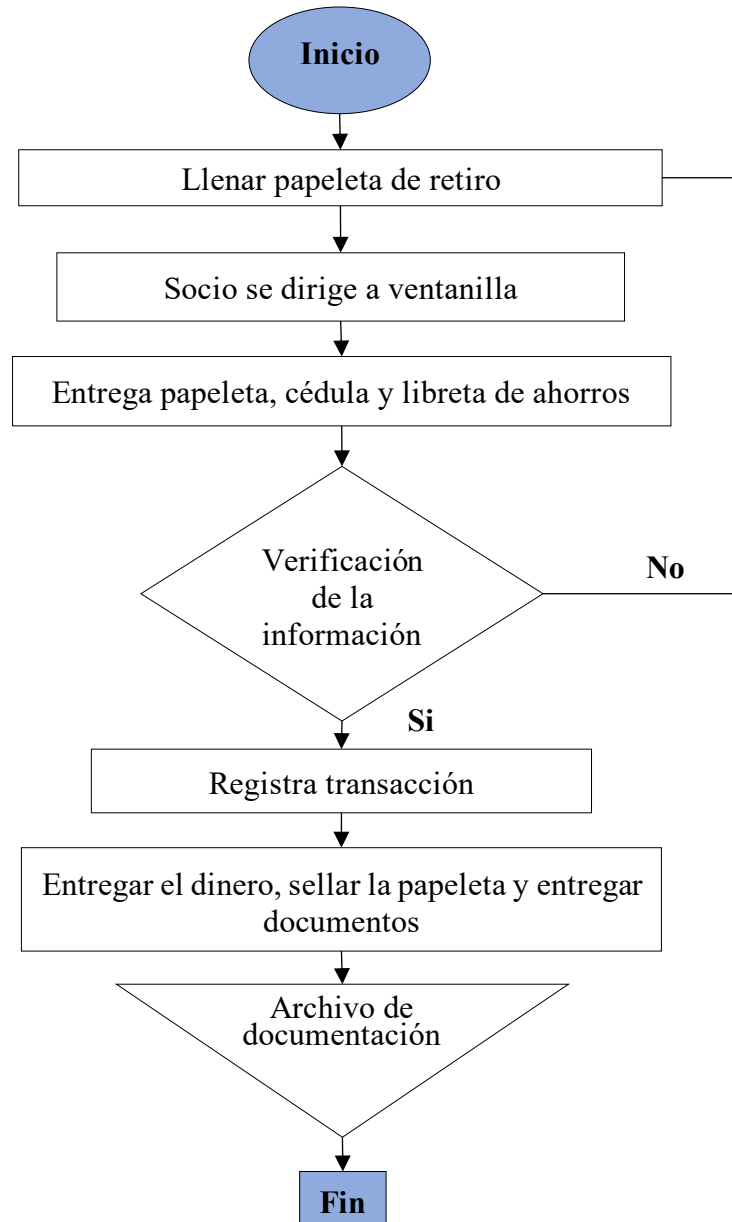 Inicio
Llenar papeleta de retiro
Socio se dirige a ventanilla
Entrega papeleta, cédula y libreta de ahorros
Verificación
de la
información
No
Si
Registra transacción
Entregar el dinero, sellar la papeleta y entregar
documentos
Archivo de
documentación
Fin